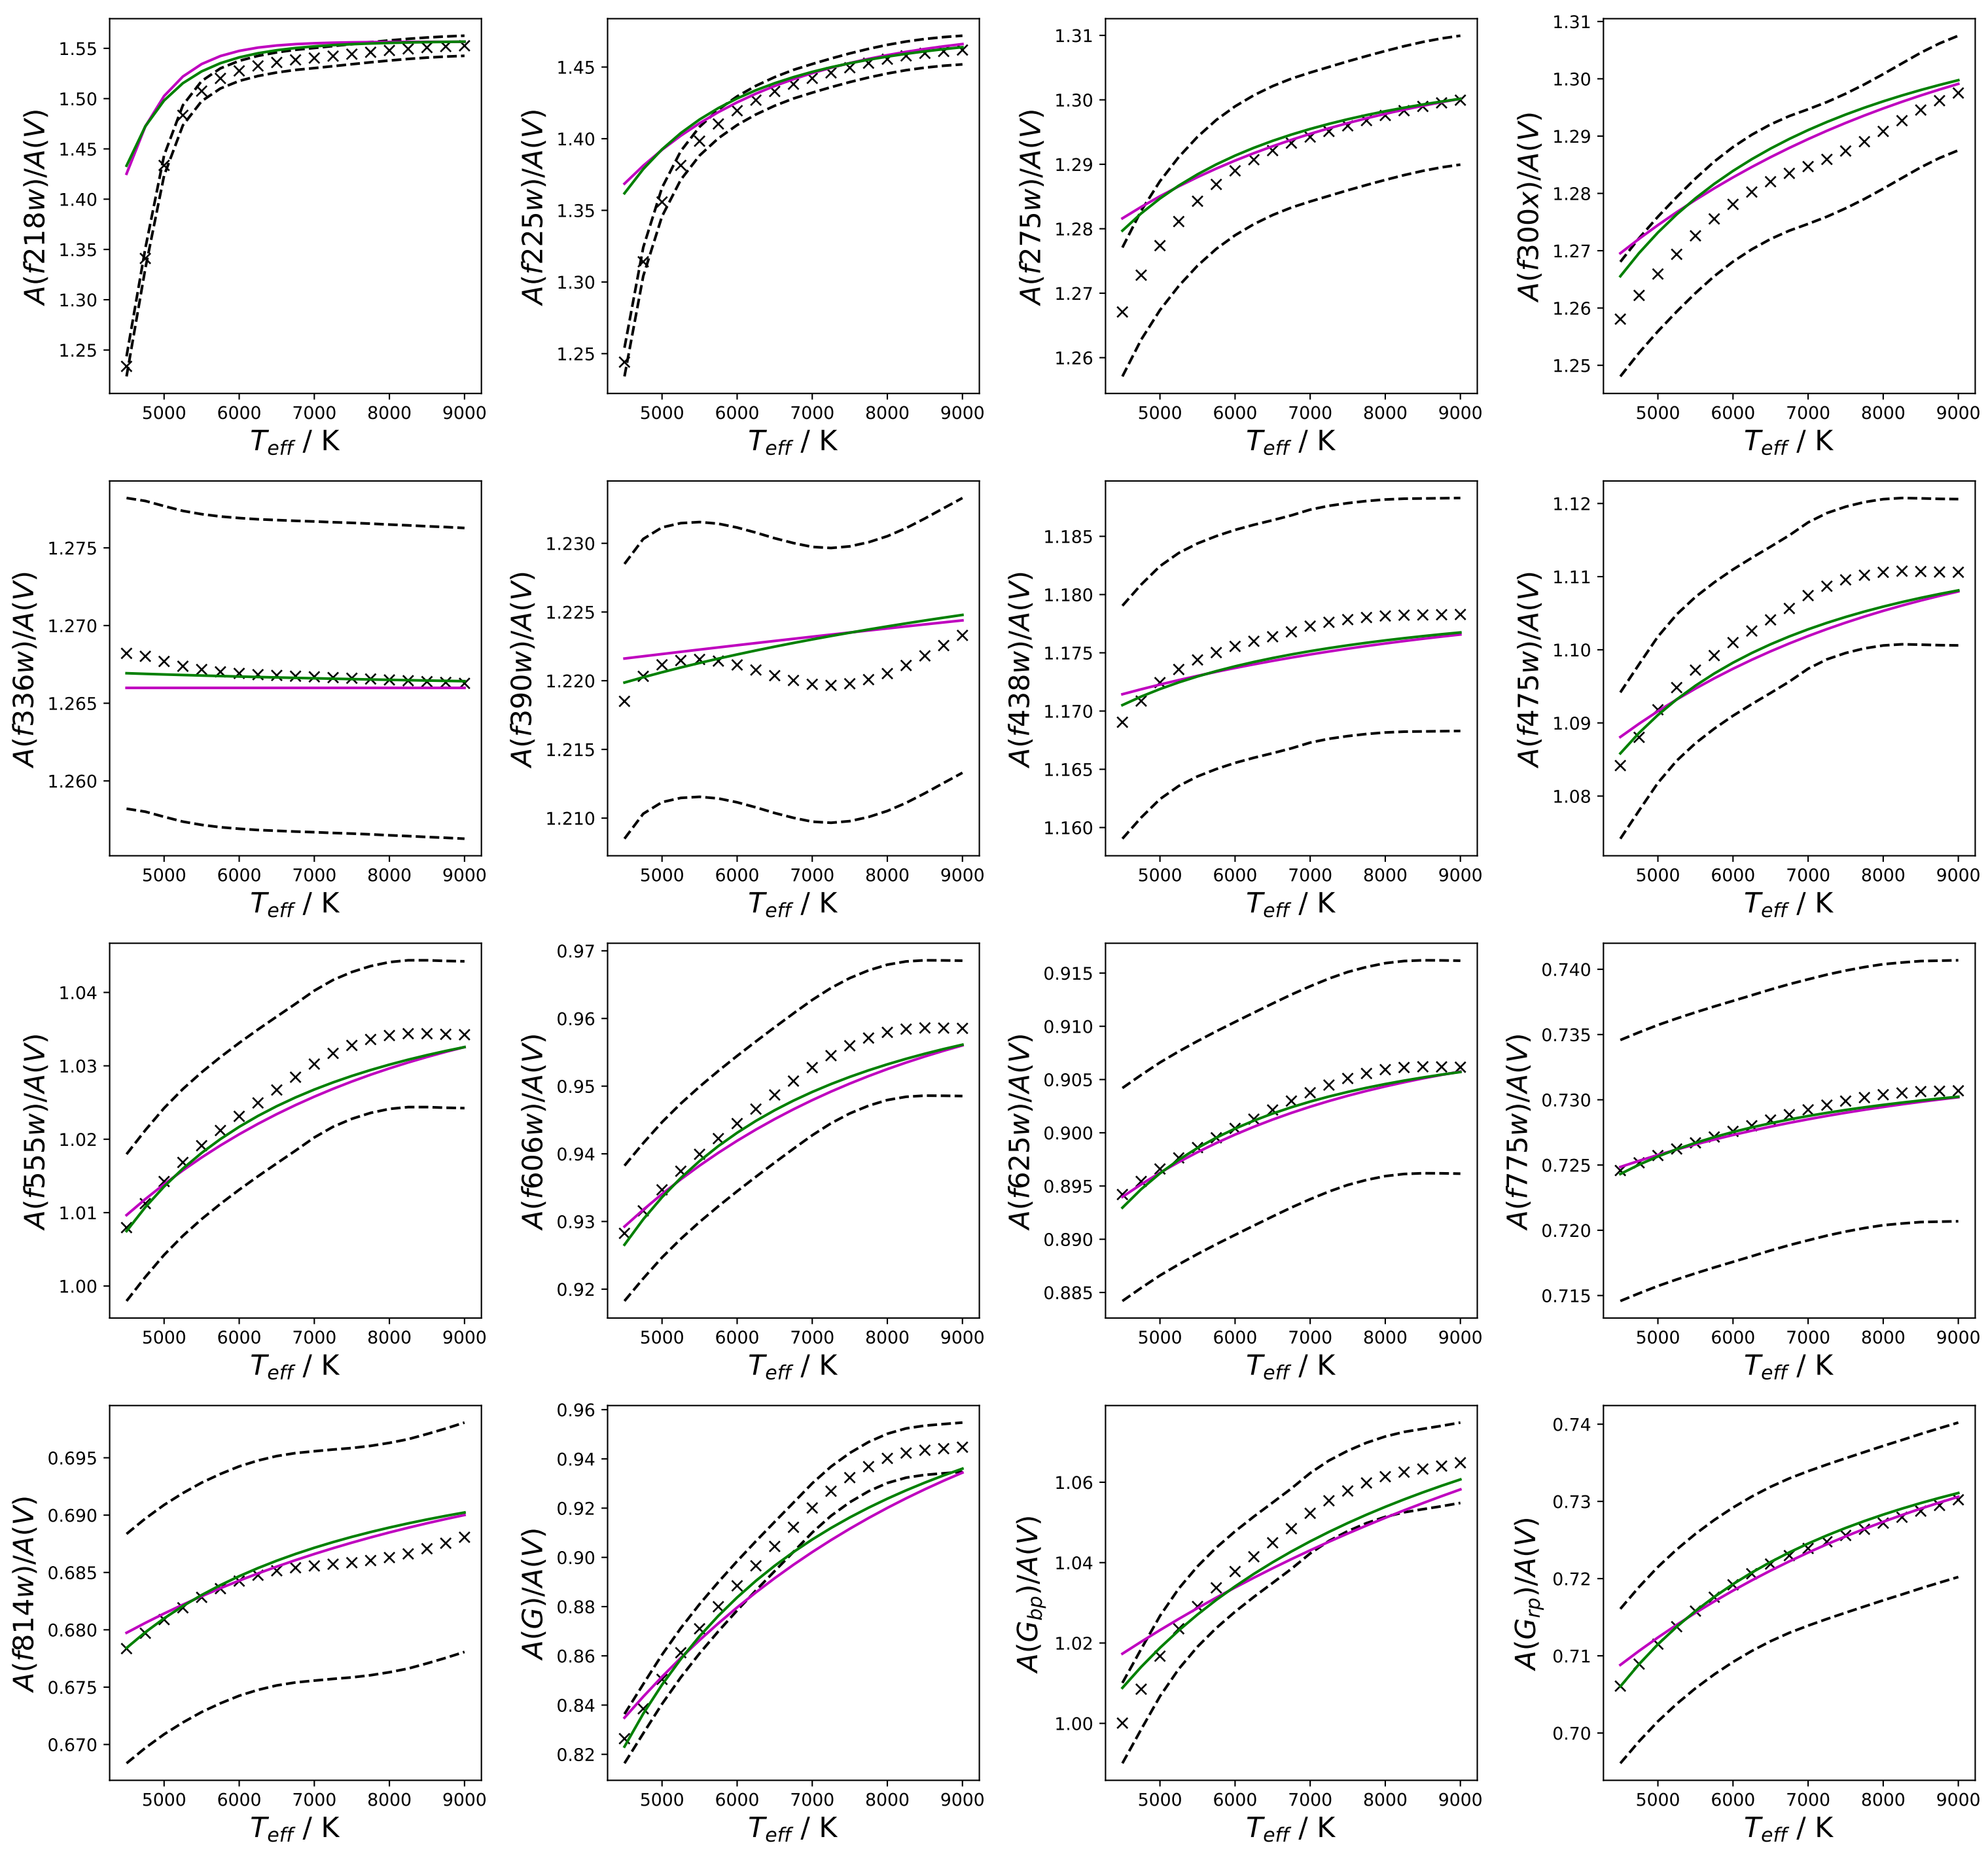 A(f218w)/A(V)
1.55
1.50
1.45
1.40
1.35
1.30
1.25
5000 6000 7000 8000 9000
T_eff / K
A(f225w)/A(V)
1.45
1.40
1.35
1.30
1.25
5000 6000 7000 8000 9000
T_eff / K
A(f275w)/A(V)
1.31
1.30
1.29
1.28
1.27
1.26
5000 6000 7000 8000 9000
T_eff / K
A(f300x)/A(V)
1.31
1.30
1.29
1.28
1.27
1.26
1.25
5000 6000 7000 8000 9000
T_eff / K
A(f336w)/A(V)
1.275
1.270
1.265
1.260
5000 6000 7000 8000 9000
T_eff / K
A(f390w)/A(V)
1.230
1.225
1.220
1.215
1.210
5000 6000 7000 8000 9000
T_eff / K
A(f438w)/A(V)
1.185
1.180
1.175
1.170
1.165
1.160
5000 6000 7000 8000 9000
T_eff / K
A(f475w)/A(V)
1.12
1.11
1.10
1.09
1.08
5000 6000 7000 8000 9000
T_eff / K
A(f555w)/A(V)
1.04
1.03
1.02
1.01
1.00
5000 6000 7000 8000 9000
T_eff / K
A(f606w)/A(V)
0.97
0.96
0.95
0.94
0.93
0.92
5000 6000 7000 8000 9000
T_eff / K
A(f625w)/A(V)
0.915
0.910
0.905
0.900
0.895
0.890
0.885
5000 6000 7000 8000 9000
T_eff / K
A(f775w)/A(V)
0.740
0.735
0.730
0.725
0.720
0.715
5000 6000 7000 8000 9000
T_eff / K
A(f814w)/A(V)
0.695
0.690
0.685
0.680
0.675
0.670
5000 6000 7000 8000 9000
T_eff / K
A(G)/A(V)
0.96
0.94
0.92
0.90
0.88
0.86
0.84
0.82
5000 6000 7000 8000 9000
T_eff / K
A(G_bp)/A(V)
1.06
1.04
1.02
1.00
5000 6000 7000 8000 9000
T_eff / K
A(G_rp)/A(V)
0.74
0.73
0.72
0.71
0.70
5000 6000 7000 8000 9000
T_eff / K